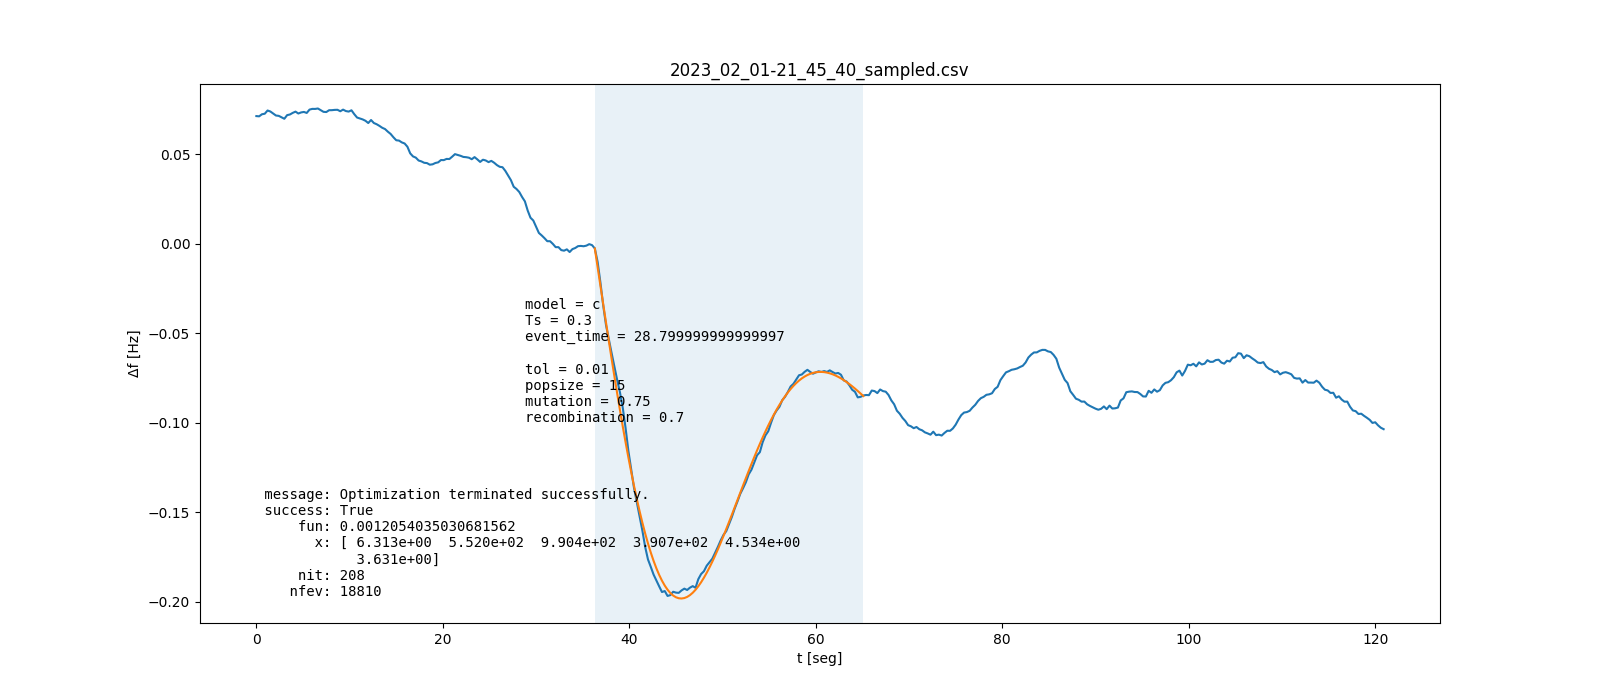 2023_02_01-21_45_40_sampled.csv
0.05
0.00
−0.05
−0.10
−0.15
−0.20
Δf [Hz]
model = c
Ts = 0.3
event_time = 28.799999999999997
tol = 0.01
popsize = 15
mutation = 0.75
recombination = 0.7
message: Optimization terminated successfully.
success: True
fun: 0.0012054035030681562
x: [ 6.313e+00  5.520e+02  9.904e+02  3.907e+02  4.534e+00
3.631e+00]
nit: 208
nfev: 18810
0 20 40 60 80 100 120
t [seg]